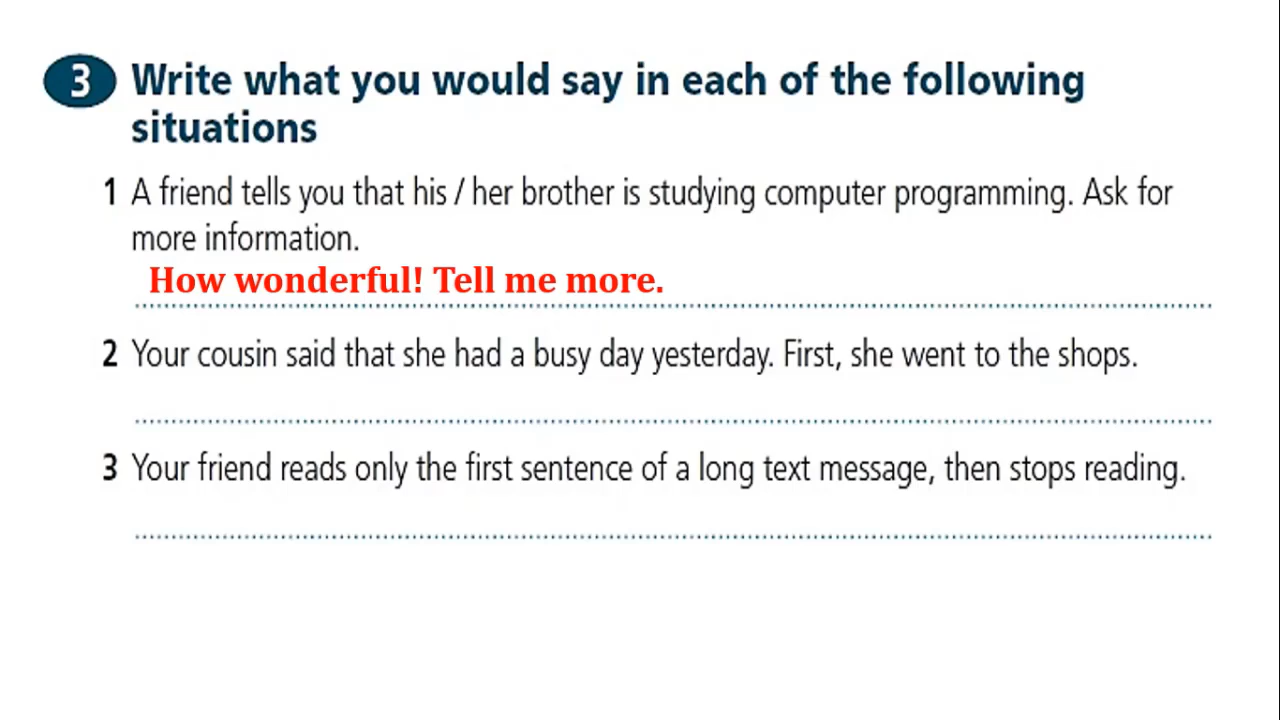 3 Write what you would say in each of the following
situations
1 A friend tells you that his / her brother is studying computer programming. Ask for
more information.
How wonderful! Tell me more.
2 Your cousin said that she had a busy day yesterday. First, she went to the shops.
3 Your friend reads only the first sentence of a long text message, then stops reading.